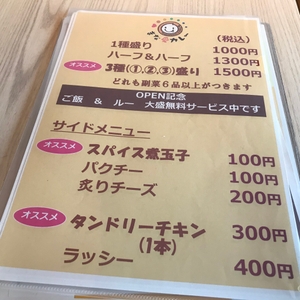 (税込)
1種盛り 1000円
ハーフ&ハーフ 1300円
オススメ 3種(①,②,③)盛り 1500円
どれも副菜6品以上がつきます
OPEN記念
ご飯 & ルー 大盛無料サービス中です
サイドメニュー
オススメ スパイス煮玉子 100円
パクチー 100円
炙りチーズ 200円
オススメ タンドリーチキン 300円
(1本)
ラッシー 400円